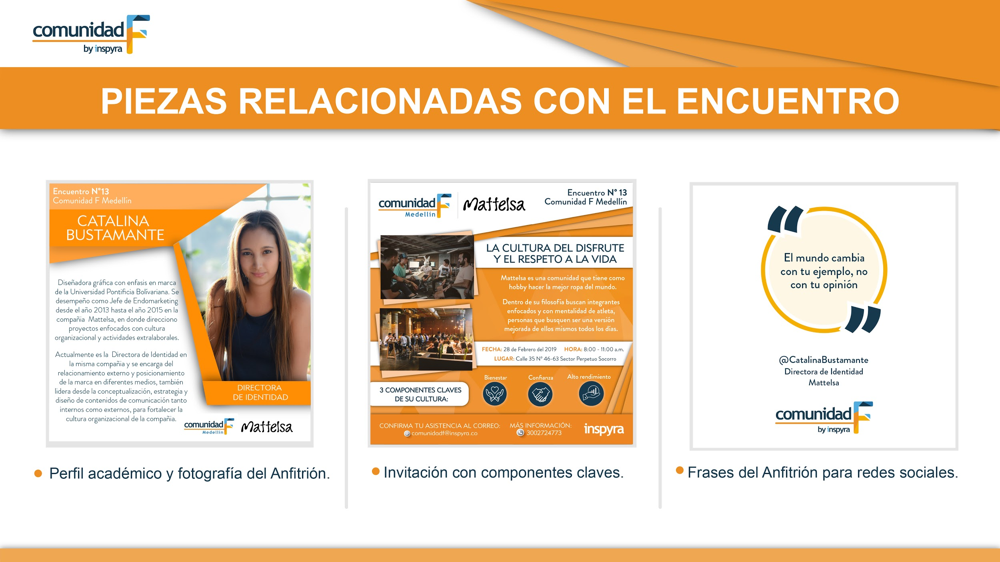 comunidad F
by inspyra
PIEZAS RELACIONADAS CON EL ENCUENTRO
Encuentro N°13
Comunidad F Medellín
CATALINA
BUSTAMANTE
Diseñadora gráfica con enfasis en marca
de la Universidad Pontificia Bolívariana. Se
desempeño como Jefe de Endomarketing
desde el año 2013 hasta el año 2015 en la
compañia Mattelsa, en donde direcciono
proyectos enfocados con cultura
organizacional y actividades extralaborales.
Actualmente es la Directora de Identidad en
la misma compañia y se encarga del
relacionamiento externo y posicionamiento
de la marca en diferentes medios, también
lidera desde la conceptualización, estrategia y
diseño de contenidos de comunicación tanto
internos como externos, para fortalecer la
cultura organizacional de la compañia.
DIRECTORA
DE IDENTIDAD
comunidad F
Medellín
Mattelsa
Perfil académico y fotografía del Anfitrión.
comunidad F
Medellín
Mattelsa
Encuentro N° 13
Comunidad F Medellín
LA CULTURA DEL DISFRUTE
Y EL RESPETO A LA VIDA
Mattelsa es una comunidad que tiene como
hobby hacer la mejor ropa del mundo.
Dentro de su filosofía buscan integrantes
enfocados y con mentalidad de atleta,
personas que busquen ser una versión
mejorada de ellos mismos todos los días.
FECHA: 28 de Febrero del 2019 HORA: 8:00 - 11:00 a.m.
LUGAR: Calle 35 N° 46-63 Sector Perpetuo Socorro
Bienestar Confianza Alto rendimiento
3 COMPONENTES CLAVES
DE SU CULTURA:
CONFIRMA TU ASISTENCIA AL CORREO:
comunidadf@inspyra.co
MÁS INFORMACIÓN:
3002724773
inspyra
Invitación con componentes claves.
El mundo cambia
con tu ejemplo, no
con tu opinión
@CatalinaBustamante
Directora de Identidad
Mattelsa
comunidad F
by inspyra
Frases del Anfitrión para redes sociales.